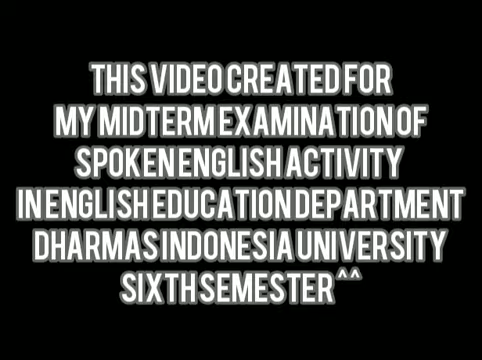 THIS VIDEO CREATED FOR
MY MIDTERM EXAMINATION OF
SPOKEN ENGLISH ACTIVITY
IN ENGLISH EDUCATION DEPARTMENT
DHARMAS INDONESIA UNIVERSITY
SIXTH SEMESTER ^^